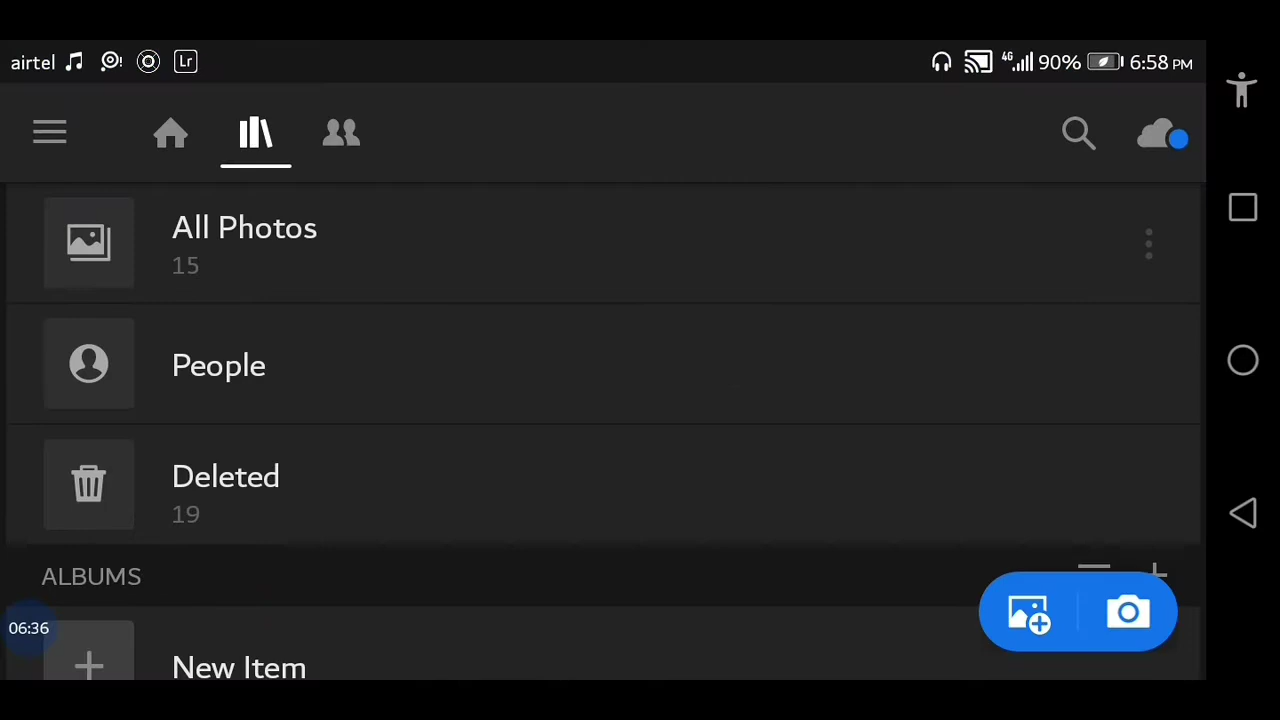 airtel Lr 4G 90% 6:58 PM
All Photos
15
People
Deleted
19
ALBUMS
06:36
New Item